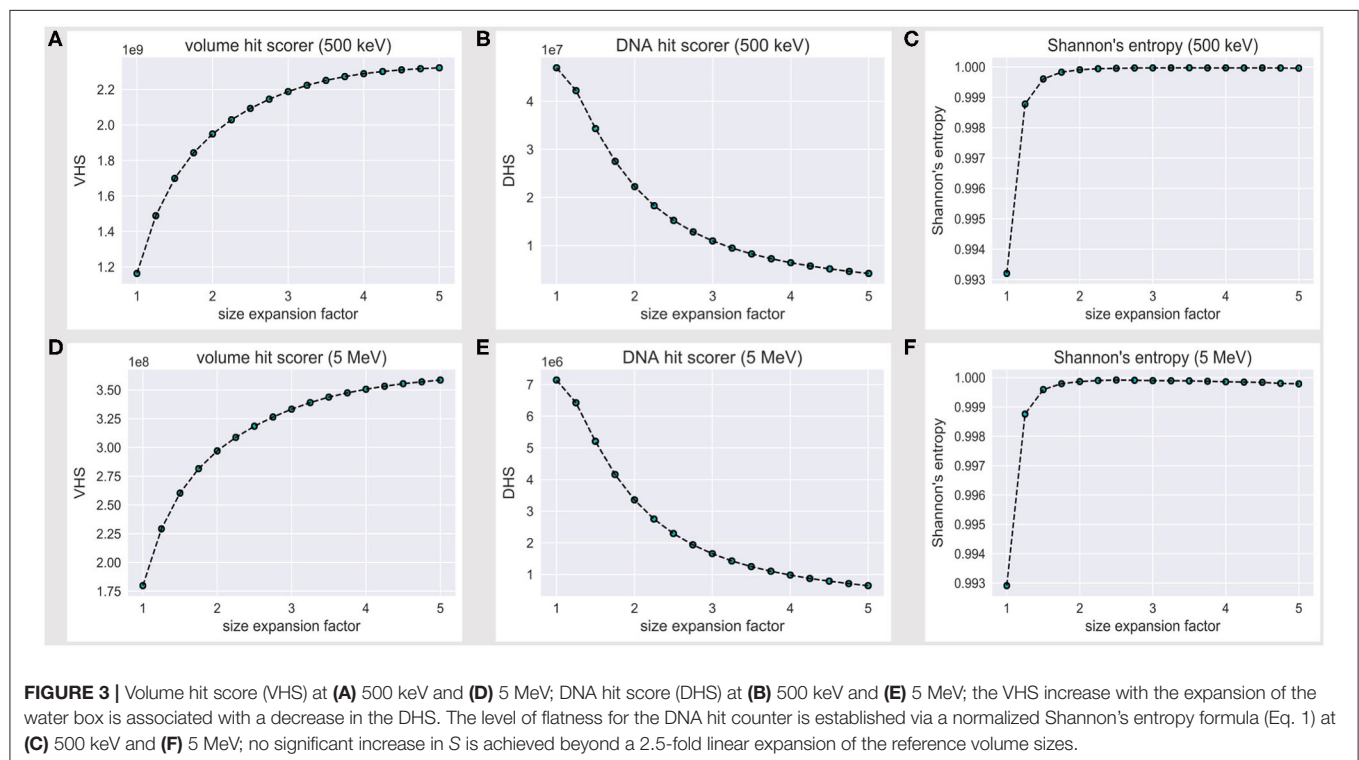 A
volume hit scorer (500 keV)
1e9
VHS
2.2
2.0
1.8
1.6
1.4
1.2
1 2 3 4 5
size expansion factor
B
DNA hit scorer (500 keV)
1e7
DHS
4
3
2
1
1 2 3 4 5
size expansion factor
C
Shannon's entropy (500 keV)
Shannon's entropy
1.000
0.999
0.998
0.997
0.996
0.995
0.994
0.993
1 2 3 4 5
size expansion factor
D
volume hit scorer (5 MeV)
1e8
VHS
3.50
3.25
3.00
2.75
2.50
2.25
2.00
1.75
1 2 3 4 5
size expansion factor
E
DNA hit scorer (5 MeV)
1e6
DHS
7
6
5
4
3
2
1
1 2 3 4 5
size expansion factor
F
Shannon's entropy (5 MeV)
Shannon's entropy
1.000
0.999
0.998
0.997
0.996
0.995
0.994
0.993
1 2 3 4 5
size expansion factor
FIGURE 3 | Volume hit score (VHS) at (A) 500 keV and (D) 5 MeV; DNA hit score (DHS) at (B) 500 keV and (E) 5 MeV; the VHS increase with the expansion of the
water box is associated with a decrease in the DHS. The level of flatness for the DNA hit counter is established via a normalized Shannon's entropy formula (Eq. 1) at
(C) 500 keV and (F) 5 MeV; no significant increase in S is achieved beyond a 2.5-fold linear expansion of the reference volume sizes.